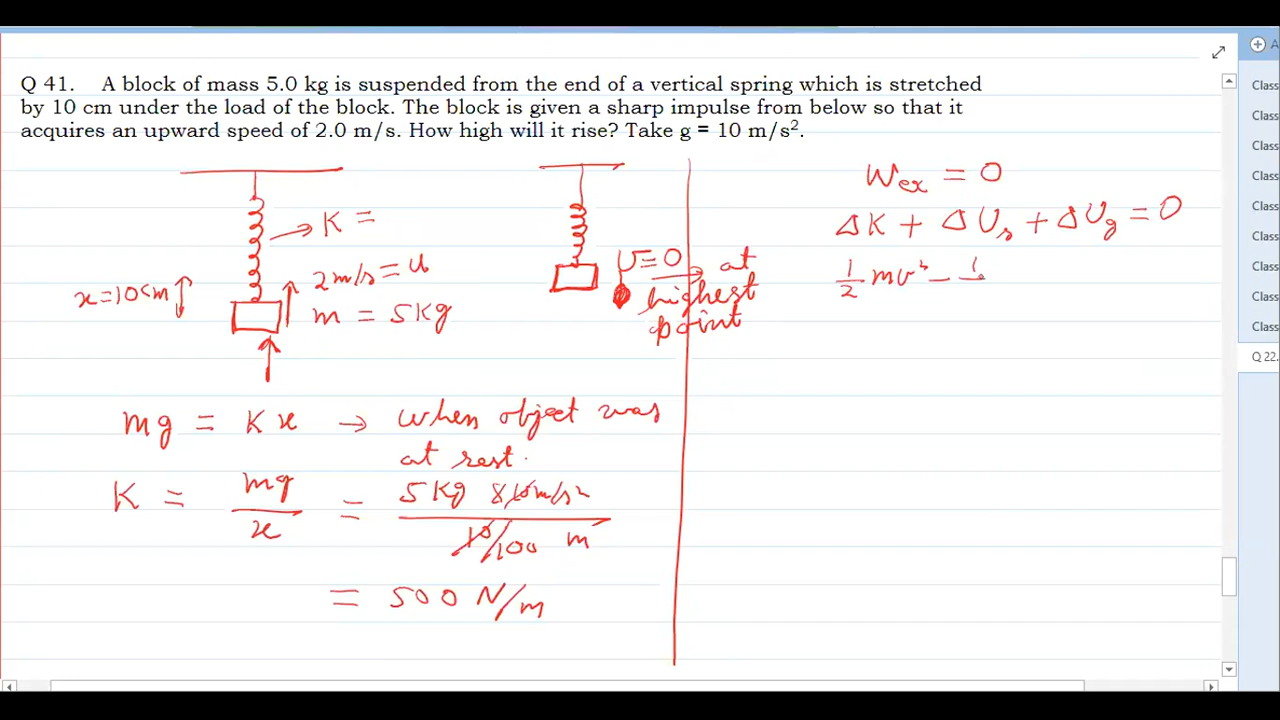 Q 41. A block of mass 5.0 kg is suspended from the end of a vertical spring which is stretched
by 10 cm under the load of the block. The block is given a sharp impulse from below so that it
acquires an upward speed of 2.0 m/s. How high will it rise? Take g = 10 m/s².
→ K =
x = 10cm
2m/s = u
m = 5Kg
v = 0 → at
highest
point
mg = Kx → when object was
at rest.
K = mg/x = 5Kg × 10m/s² / 10/100 m
= 500 N/m
Wex = 0
ΔK + ΔUs + ΔUg = 0
1/2 mv² - 1
A
Class
Class
Class
Class
Class
Class
Class
Class
Class
Q 22.